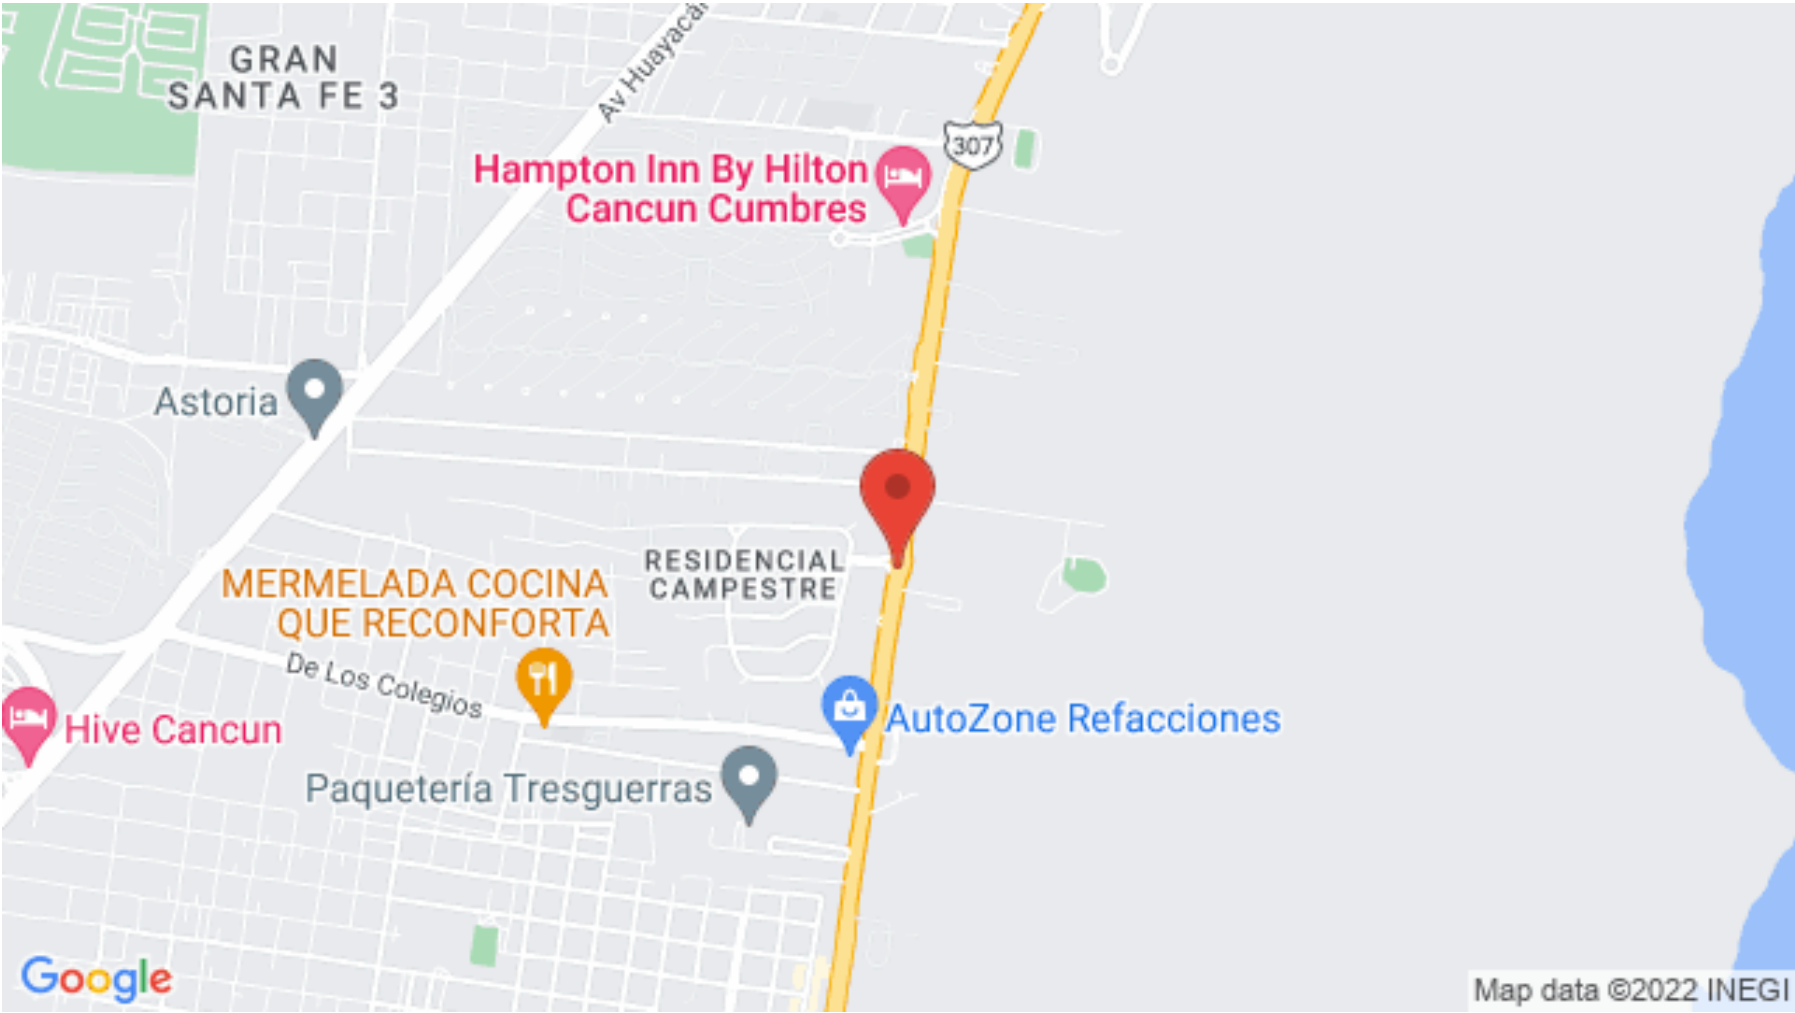 GRAN
SANTA FE 3
Av Huayacán
307
Hampton Inn By Hilton
Cancun Cumbres
Astoria
RESIDENCIAL
CAMPESTRE
MERMELADA COCINA
QUE RECONFORTA
De Los Colegios
Hive Cancun
AutoZone Refacciones
Paquetería Tresguerras
Google
Map data ©2022 INEGI